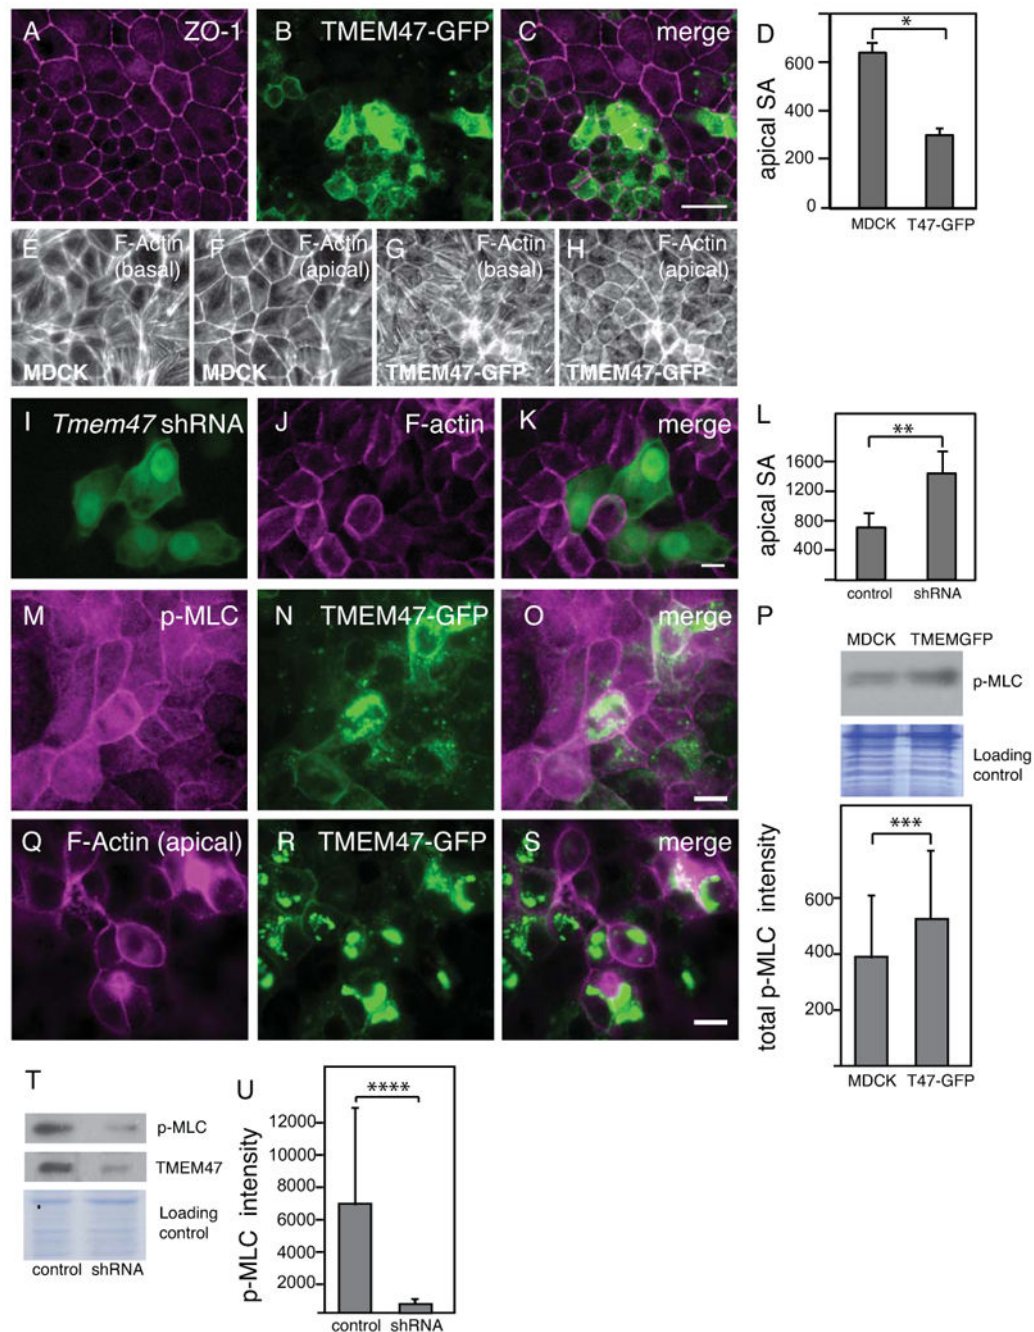 A ZO-1
B TMEM47-GFP
C merge
D
*
apical SA
600
400
200
0
MDCK T47-GFP
E F-Actin
(basal)
MDCK
F F-Actin
(apical)
MDCK
G F-Actin
(basal)
TMEM47-GFP
H F-Actin
(apical)
TMEM47-GFP
I Tmem47 shRNA
J F-actin
K merge
L
**
apical SA
1600
1200
800
400
control shRNA
M p-MLC
N TMEM47-GFP
O merge
P
MDCK TMEMGFP
p-MLC
Loading
control
***
total p-MLC intensity
600
400
200
MDCK T47-GFP
Q F-Actin (apical)
R TMEM47-GFP
S merge
T
p-MLC
TMEM47
Loading
control
control shRNA
U
****
p-MLC intensity
12000
10000
8000
6000
4000
2000
control shRNA